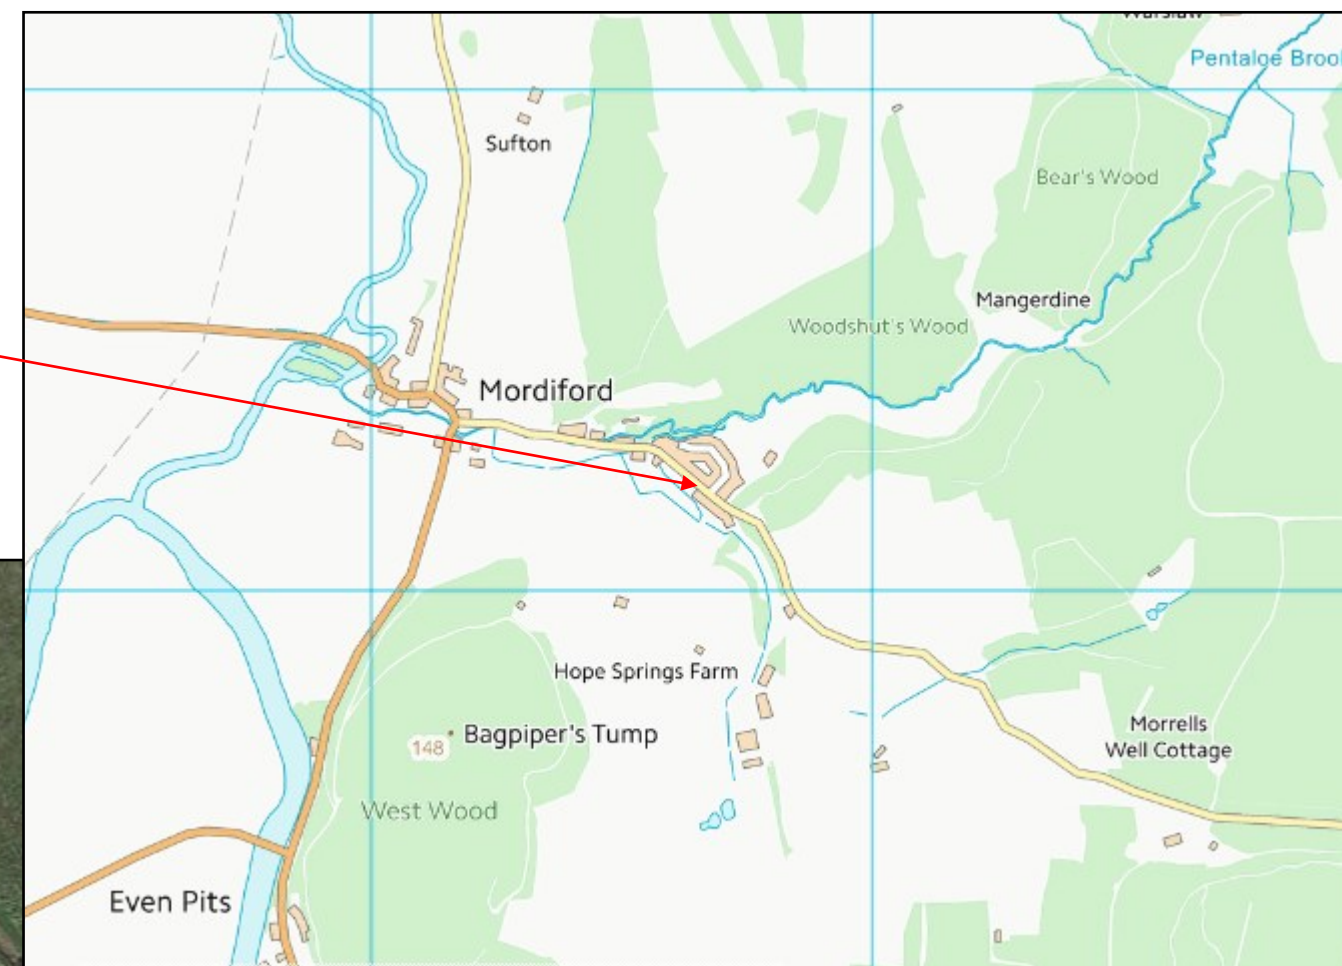 Pentaloe Broo
Sufton
Bear's Wood
Mangerdine
Woodshut's Wood
Mordiford
Hope Springs Farm
148
Bagpiper's Tump
Morrells
Well Cottage
West Wood
Even Pits